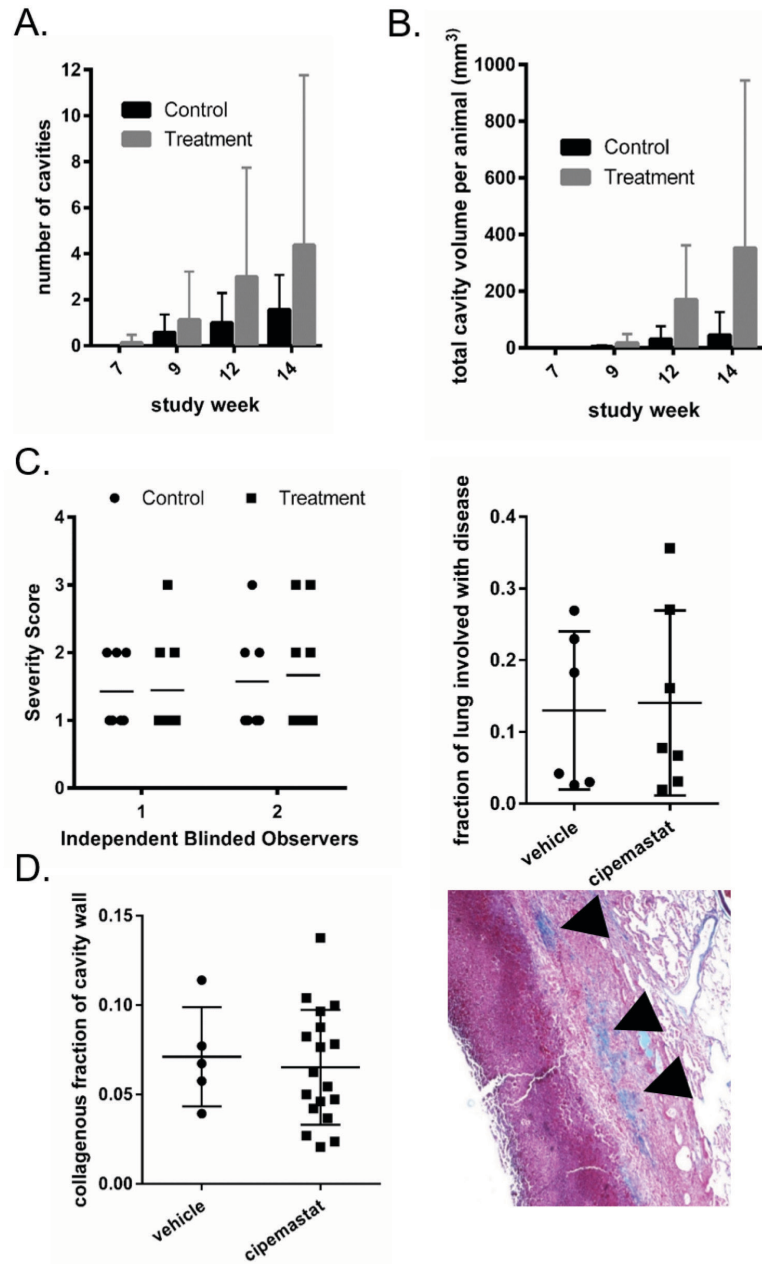 A.
number of cavities
12
10
8
6
4
2
0
Control
Treatment
7 9 12 14
study week
B.
total cavity volume per animal (mm³)
1000
800
600
400
200
0
Control
Treatment
7 9 12 14
study week
C.
Control Treatment
Severity Score
4
3
2
1
0
1 2
Independent Blinded Observers
fraction of lung involved with disease
0.4
0.3
0.2
0.1
0.0
vehicle cipemastat
D.
collagenous fraction of cavity wall
0.15
0.10
0.05
0.00
vehicle cipemastat